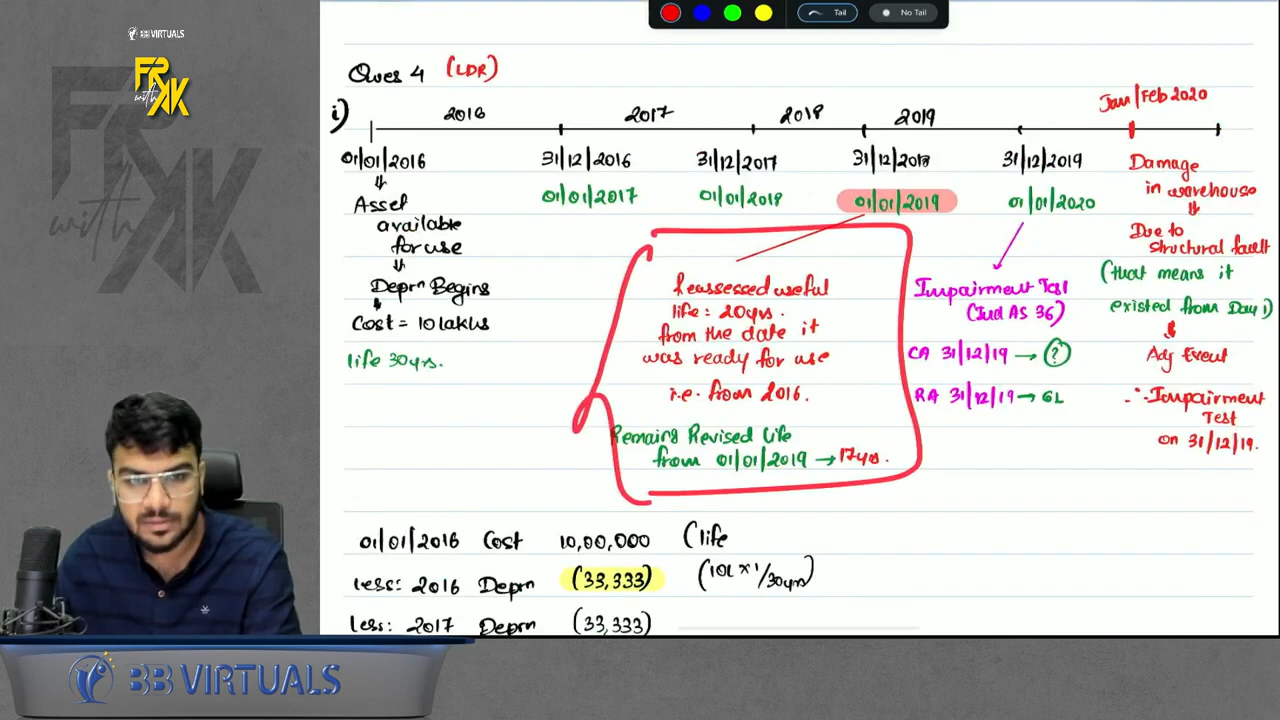 BB VIRTUALS
FR
with
AK
FR
with
AK
Tail
No Tail
Ques 4 (LDR)
i)
2016
2017
2018
2019
Jan/Feb 2020
01/01/2016
31/12/2016
31/12/2017
31/12/2018
31/12/2019
01/01/2017
01/01/2018
01/01/2019
01/01/2020
Asset
available
for use
Deprn Begins
Cost = 10 lakhs
life 30yrs.
Reassessed useful
life: 20yrs.
from the date it
was ready for use
i.e. from 2016.
Remaing Revised Life
from 01/01/2019 → 17yrs.
Impairment Test
(Ind AS 36)
CA 31/12/19 → ?
RA 31/12/19 → 6L
Damage
in warehouse
Due to
structural fault
(that means it
existed from Day 1)
Adj Event
∴ Impairment
Test
on 31/12/19.
01/01/2016 Cost 10,00,000 (life
Less: 2016 Deprn (33,333) (10L x 1/30yrs)
Less: 2017 Deprn (33,333)
BB VIRTUALS